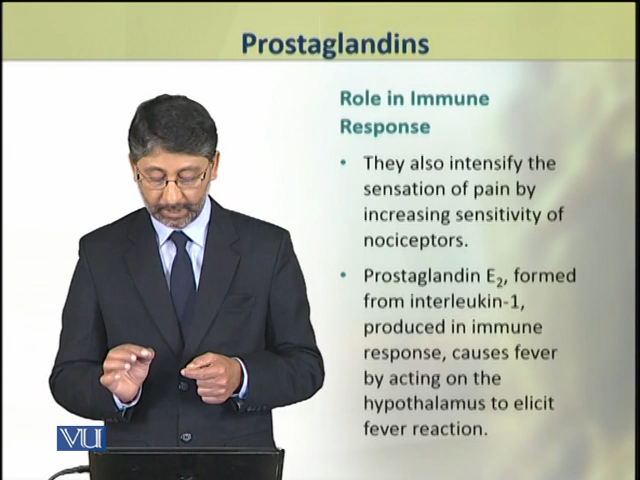 Prostaglandins
Role in Immune
Response
• They also intensify the
sensation of pain by
increasing sensitivity of
nociceptors.
• Prostaglandin E₂, formed
from interleukin-1,
produced in immune
response, causes fever
by acting on the
hypothalamus to elicit
fever reaction.
VU